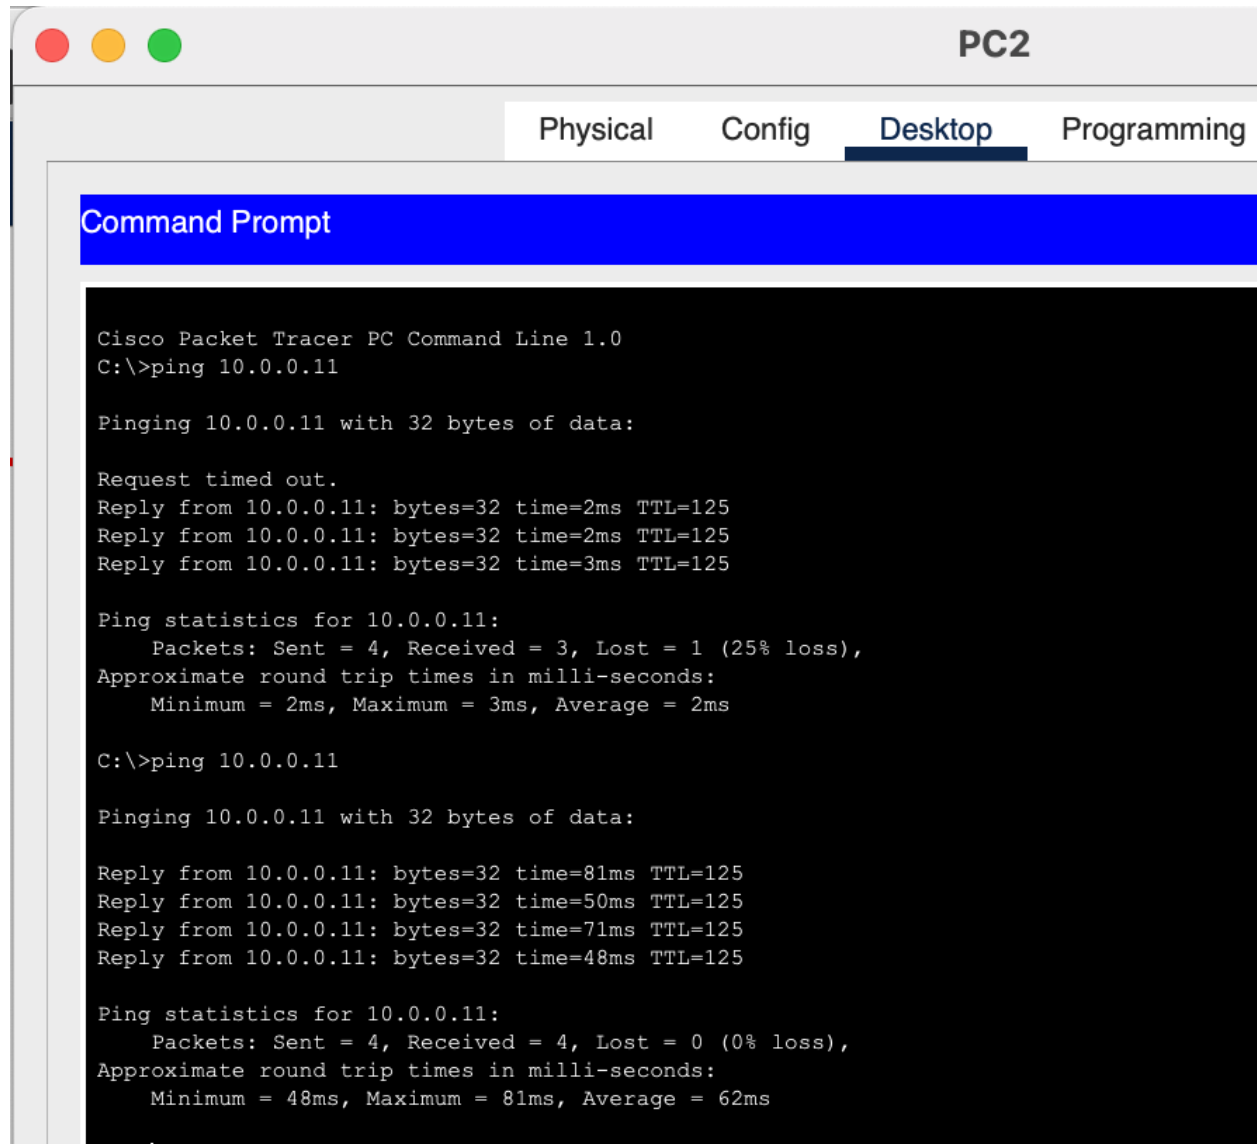 PC2
Physical Config Desktop Programming
Command Prompt
Cisco Packet Tracer PC Command Line 1.0
C:\>ping 10.0.0.11
Pinging 10.0.0.11 with 32 bytes of data:
Request timed out.
Reply from 10.0.0.11: bytes=32 time=2ms TTL=125
Reply from 10.0.0.11: bytes=32 time=2ms TTL=125
Reply from 10.0.0.11: bytes=32 time=3ms TTL=125
Ping statistics for 10.0.0.11:
    Packets: Sent = 4, Received = 3, Lost = 1 (25% loss),
Approximate round trip times in milli-seconds:
    Minimum = 2ms, Maximum = 3ms, Average = 2ms
C:\>ping 10.0.0.11
Pinging 10.0.0.11 with 32 bytes of data:
Reply from 10.0.0.11: bytes=32 time=81ms TTL=125
Reply from 10.0.0.11: bytes=32 time=50ms TTL=125
Reply from 10.0.0.11: bytes=32 time=71ms TTL=125
Reply from 10.0.0.11: bytes=32 time=48ms TTL=125
Ping statistics for 10.0.0.11:
    Packets: Sent = 4, Received = 4, Lost = 0 (0% loss),
Approximate round trip times in milli-seconds:
    Minimum = 48ms, Maximum = 81ms, Average = 62ms